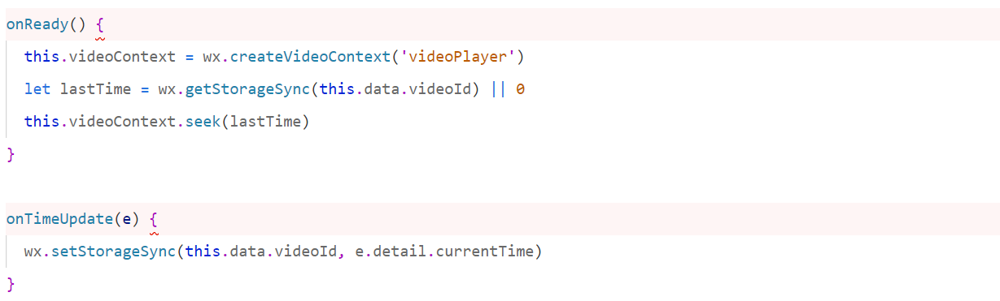 onReady() {
this.videoContext = wx.createVideoContext('videoPlayer')
let lastTime = wx.getStorageSync(this.data.videoId) || 0
this.videoContext.seek(lastTime)
}
onTimeUpdate(e) {
wx.setStorageSync(this.data.videoId, e.detail.currentTime)
}